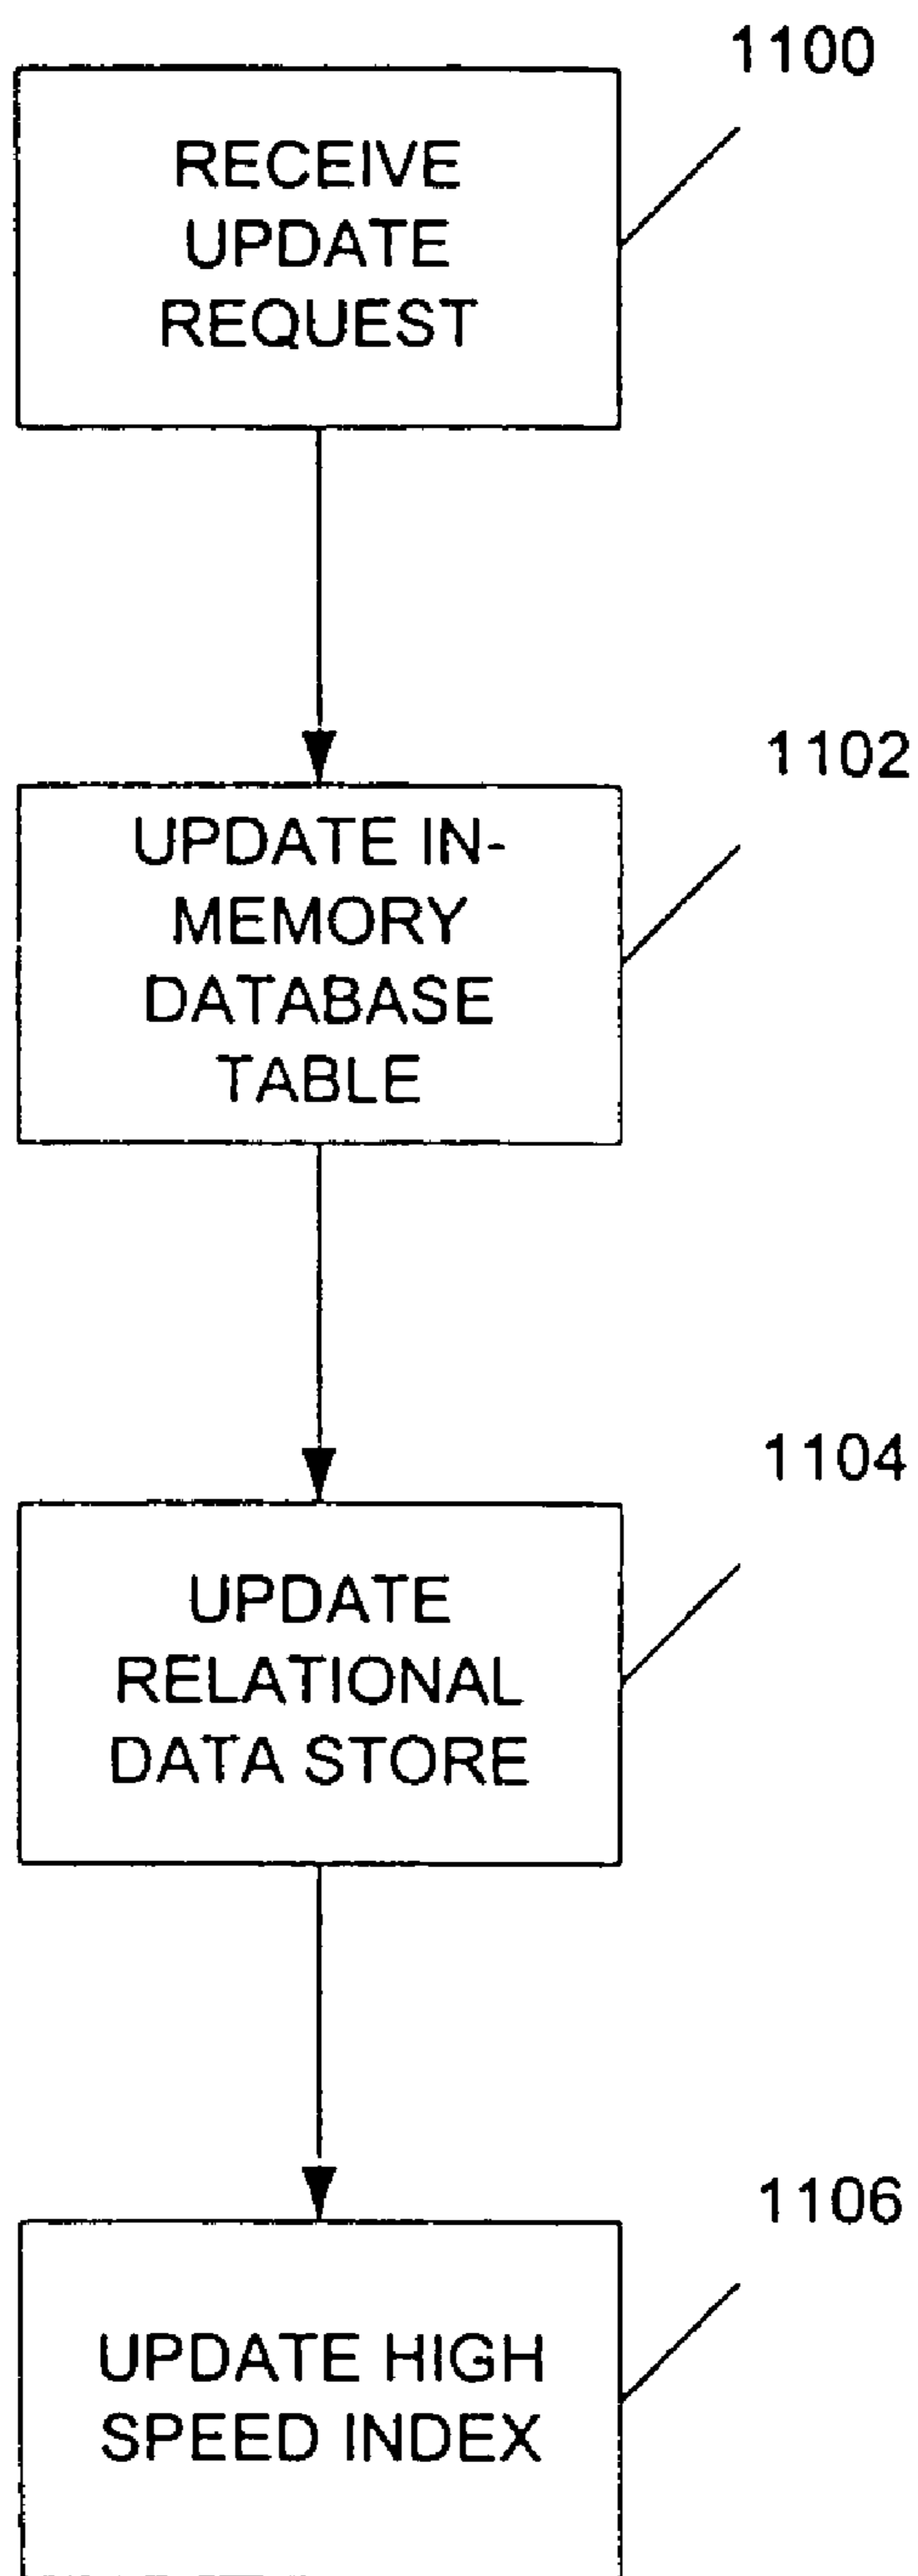 1100
RECEIVE
UPDATE
REQUEST
1102
UPDATE IN-
MEMORY
DATABASE
TABLE
1104
UPDATE
RELATIONAL
DATA STORE
1106
UPDATE HIGH
SPEED INDEX